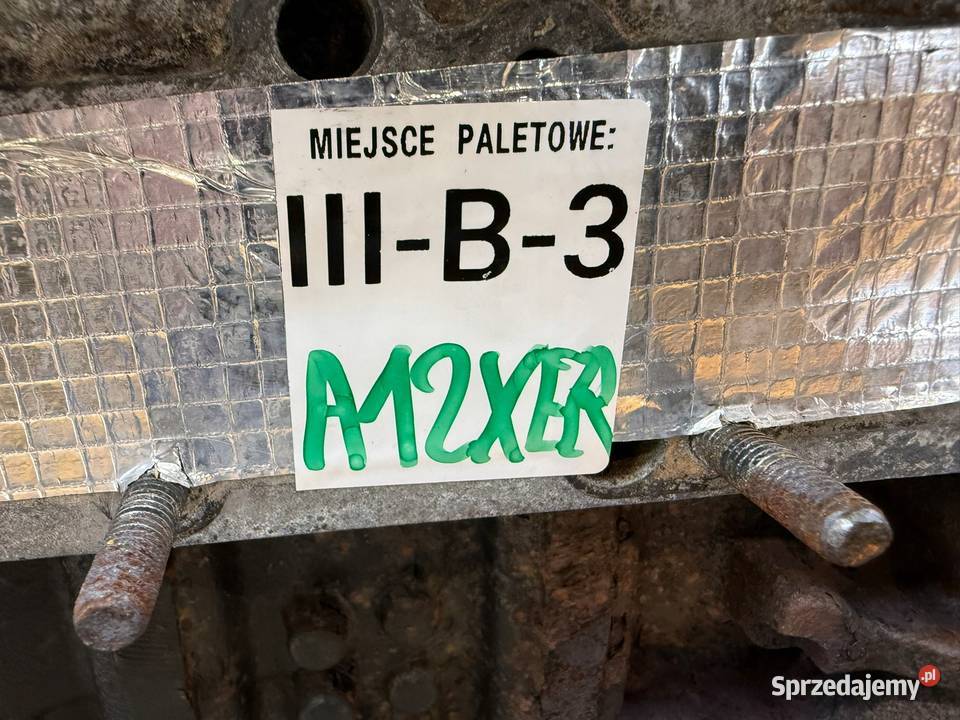 MIEJSCE PALETOWE:
III-B-3
A12XER
Sprzedajemy.pl